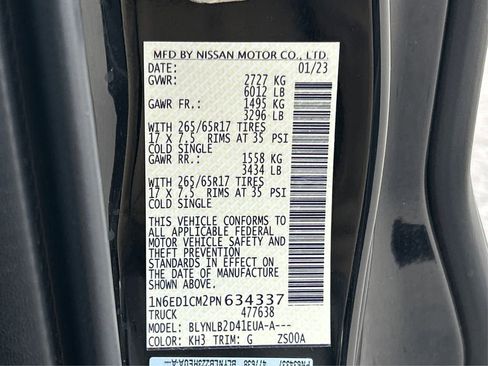 MFD BY NISSAN MOTOR CO., LTD.
DATE: 01/23
GVWR: 2727 KG
6012 LB
GAWR FR.: 1495 KG
3296 LB
WITH 265/65R17 TIRES
17 X 7.5 RIMS AT 35 PSI
COLD SINGLE
GAWR RR.: 1558 KG
3434 LB
WITH 265/65R17 TIRES
17 X 7.5 RIMS AT 35 PSI
COLD SINGLE
THIS VEHICLE CONFORMS TO
ALL APPLICABLE FEDERAL
MOTOR VEHICLE SAFETY AND
THEFT PREVENTION
STANDARDS IN EFFECT ON
THE DATE OF MANUFACTURE
SHOWN ABOVE.
1N6ED1CM2PN634337
TRUCK 477638
MODEL: BLYNLB2D41EUA-A---
COLOR: KH3 TRIM: G ZS00A